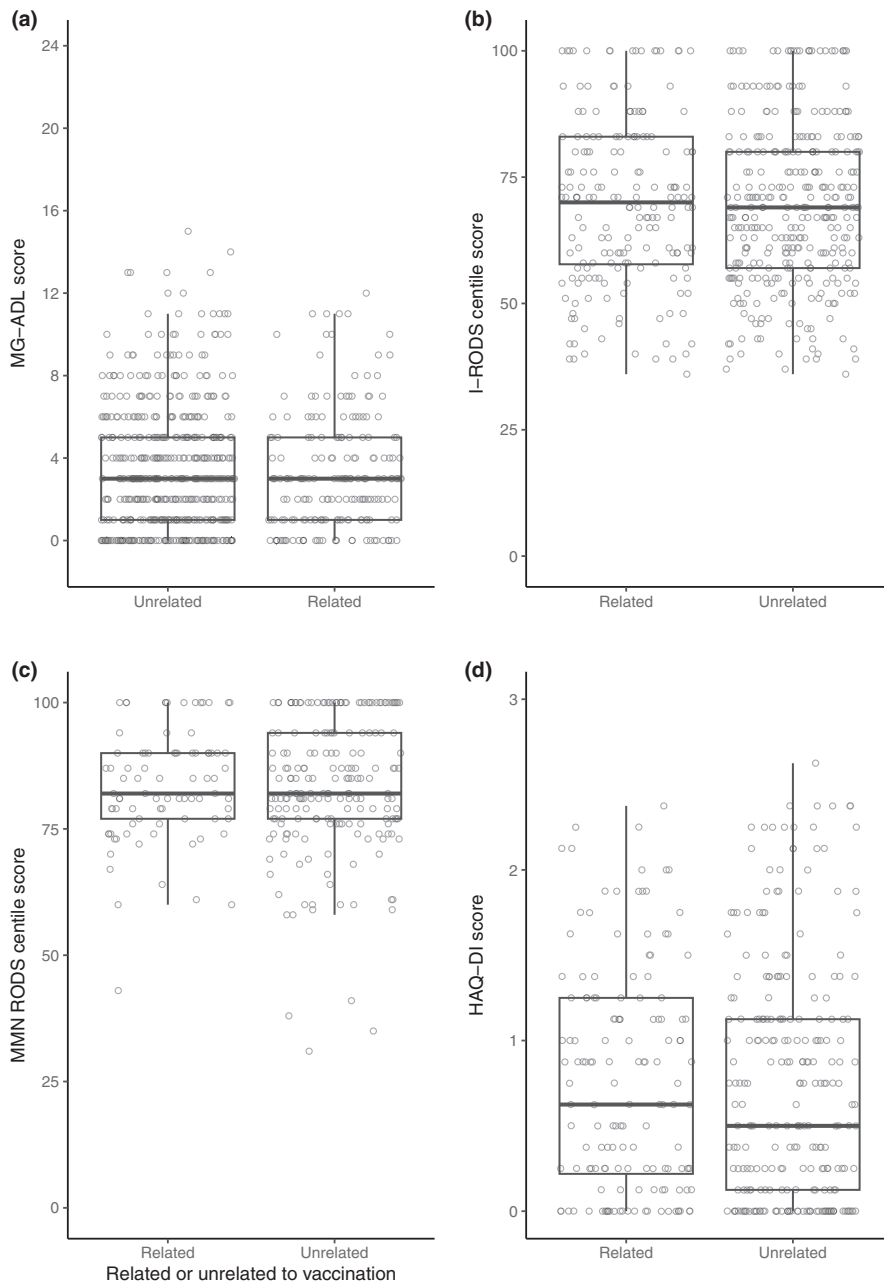 (a)
MG−ADL score
24
20
16
12
8
4
0
Unrelated
Related
(b)
I−RODS centile score
100
75
50
25
0
Related
Unrelated
(c)
MMN RODS centile score
100
75
50
25
0
Related
Unrelated
Related or unrelated to vaccination
(d)
HAQ−DI score
3
2
1
0
Related
Unrelated